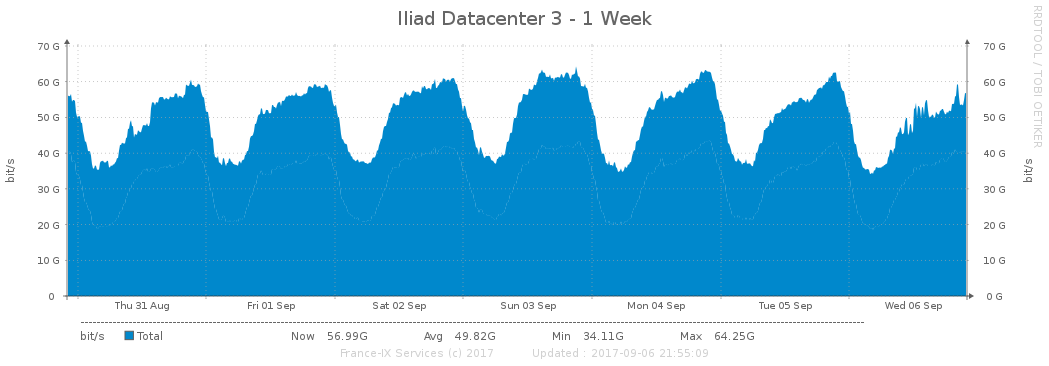 Iliad Datacenter 3 - 1 Week
RRDTOOL / TOBI OETIKER
70 G 70 G
60 G 60 G
50 G 50 G
40 G 40 G
bit/s bit/s
30 G 30 G
20 G 20 G
10 G 10 G
0 0 G
Thu 31 Aug Fri 01 Sep Sat 02 Sep Sun 03 Sep Mon 04 Sep Tue 05 Sep Wed 06 Sep
bit/s Total Now 56.99G Avg 49.82G Min 34.11G Max 64.25G
France-IX Services (c) 2017 Updated : 2017-09-06 21:55:09